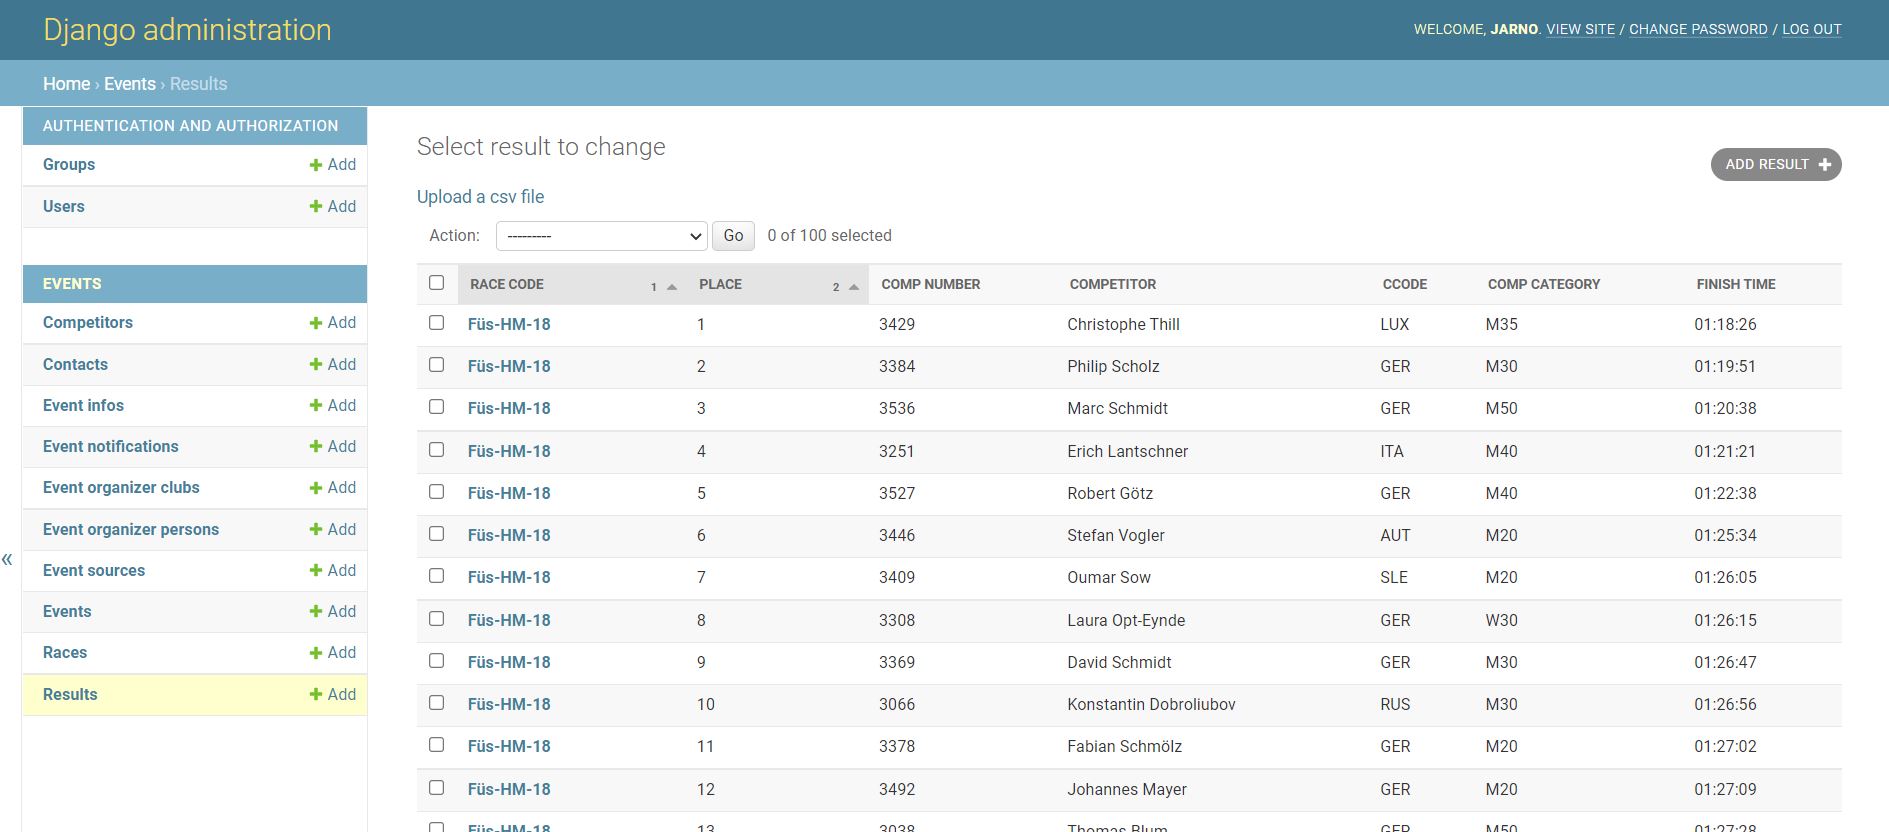 Django administration
WELCOME, JARNO. VIEW SITE / CHANGE PASSWORD / LOG OUT
Home › Events › Results
AUTHENTICATION AND AUTHORIZATION
Groups + Add
Users + Add
EVENTS
Competitors + Add
Contacts + Add
Event infos + Add
Event notifications + Add
Event organizer clubs + Add
Event organizer persons + Add
Event sources + Add
Events + Add
Races + Add
Results + Add
«
Select result to change
ADD RESULT +
Upload a csv file
Action: --------- Go 0 of 100 selected
RACE CODE 1 PLACE 2 COMP NUMBER COMPETITOR CCODE COMP CATEGORY FINISH TIME
Füs-HM-18 1 3429 Christophe Thill LUX M35 01:18:26
Füs-HM-18 2 3384 Philip Scholz GER M30 01:19:51
Füs-HM-18 3 3536 Marc Schmidt GER M50 01:20:38
Füs-HM-18 4 3251 Erich Lantschner ITA M40 01:21:21
Füs-HM-18 5 3527 Robert Götz GER M40 01:22:38
Füs-HM-18 6 3446 Stefan Vogler AUT M20 01:25:34
Füs-HM-18 7 3409 Oumar Sow SLE M20 01:26:05
Füs-HM-18 8 3308 Laura Opt-Eynde GER W30 01:26:15
Füs-HM-18 9 3369 David Schmidt GER M30 01:26:47
Füs-HM-18 10 3066 Konstantin Dobroliubov RUS M30 01:26:56
Füs-HM-18 11 3378 Fabian Schmölz GER M20 01:27:02
Füs-HM-18 12 3492 Johannes Mayer GER M20 01:27:09
Füs-HM-18 13 3038 Thomas Blum GER M50 01:27:28